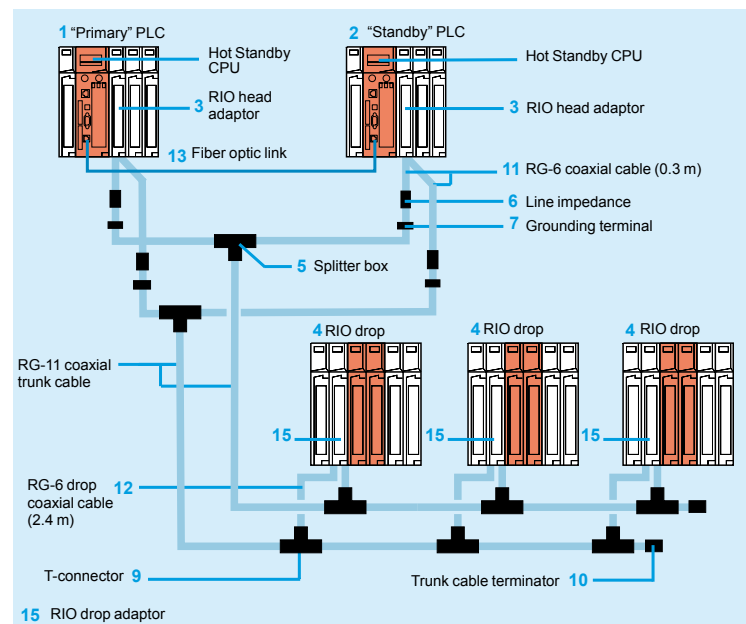 1 “Primary” PLC
2 “Standby” PLC
Hot Standby
CPU
Hot Standby CPU
3 RIO head
adaptor
3 RIO head adaptor
13 Fiber optic link
11 RG-6 coaxial cable (0.3 m)
6 Line impedance
7 Grounding terminal
5 Splitter box
4 RIO drop
4 RIO drop
4 RIO drop
RG-11 coaxial
trunk cable
15
15
15
RG-6 drop
coaxial cable
(2.4 m)
12
T-connector 9
Trunk cable terminator 10
15 RIO drop adaptor